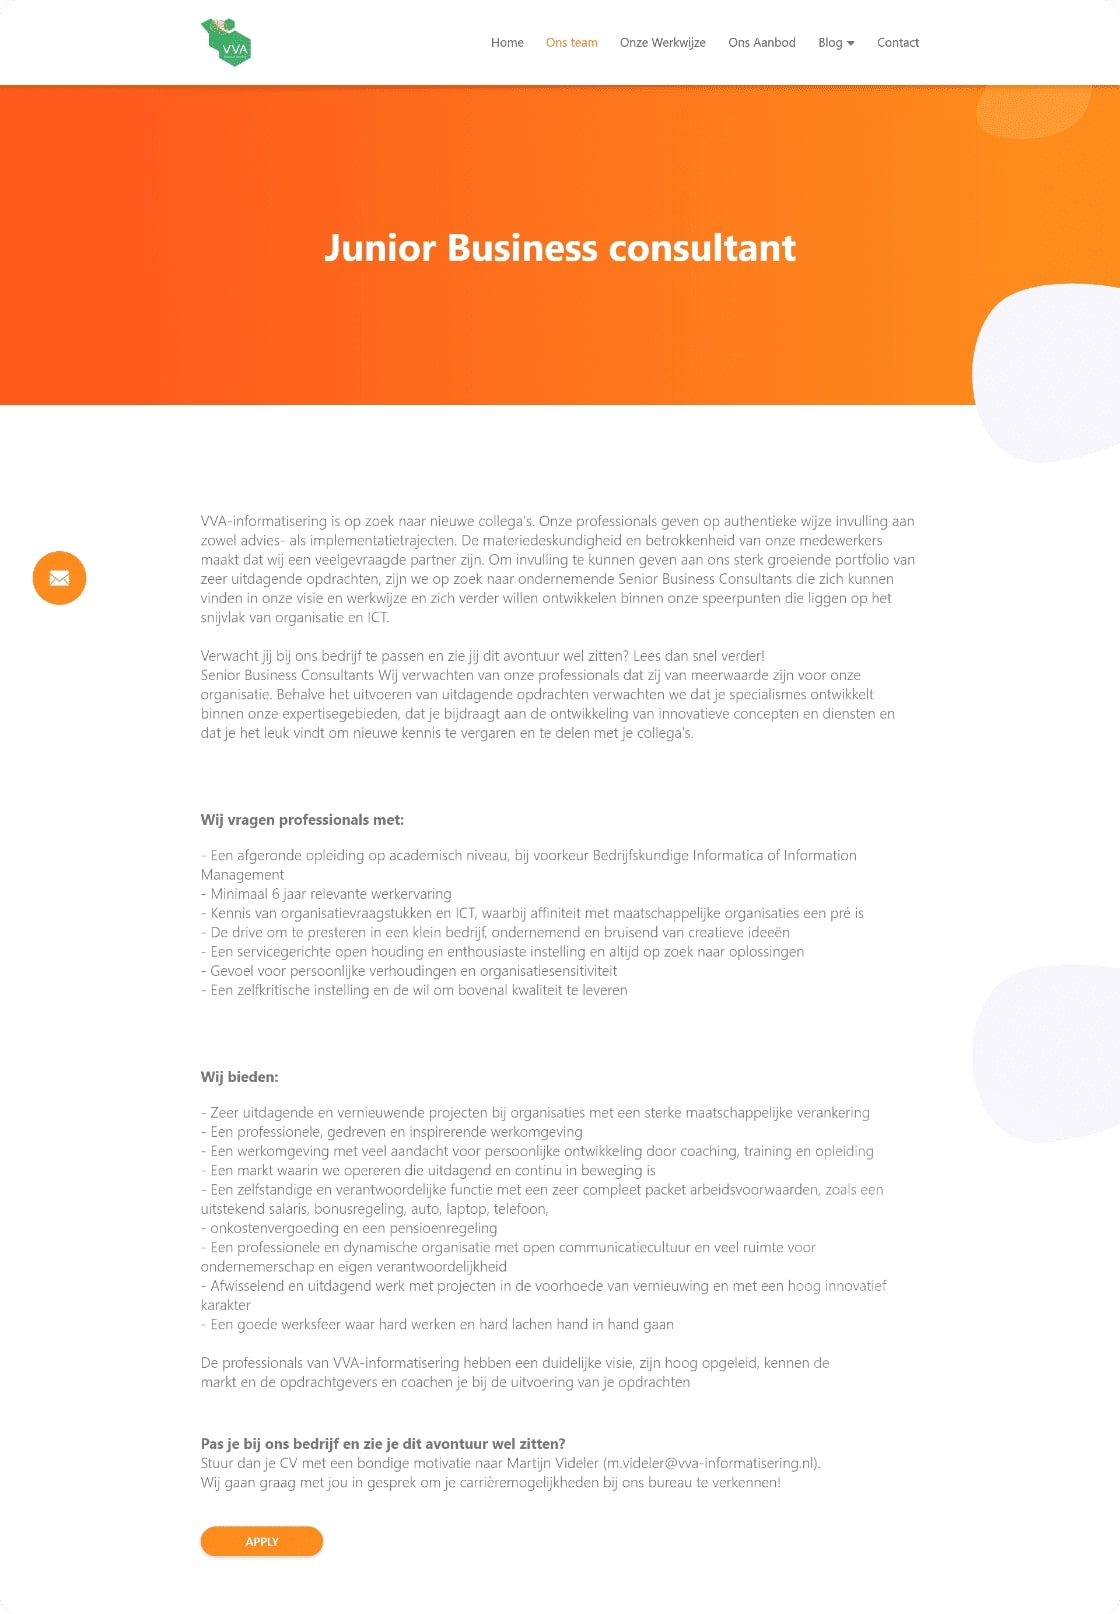 VVA
Home Ons team Onze Werkwijze Ons Aanbod Blog Contact
Junior Business consultant
VVA-informatisering is op zoek naar nieuwe collega's. Onze professionals geven op authentieke wijze invulling aan
zowel advies- als implementatietrajecten. De materiedeskundigheid en betrokkenheid van onze medewerkers
maakt dat wij een veelgevraagde partner zijn. Om invulling te kunnen geven aan ons sterk groeiende portfolio van
zeer uitdagende opdrachten, zijn we op zoek naar ondernemende Senior Business Consultants die zich kunnen
vinden in onze visie en werkwijze en zich verder willen ontwikkelen binnen onze speerpunten die liggen op het
snijvlak van organisatie en ICT.
Verwacht jij bij ons bedrijf te passen en zie jij dit avontuur wel zitten? Lees dan snel verder!
Senior Business Consultants Wij verwachten van onze professionals dat zij van meerwaarde zijn voor onze
organisatie. Behalve het uitvoeren van uitdagende opdrachten verwachten we dat je specialismes ontwikkelt
binnen onze expertisegebieden, dat je bijdraagt aan de ontwikkeling van innovatieve concepten en diensten en
dat je het leuk vindt om nieuwe kennis te vergaren en te delen met je collega's.
Wij vragen professionals met:
- Een afgeronde opleiding op academisch niveau, bij voorkeur Bedrijfskundige Informatica of Information
Management
- Minimaal 6 jaar relevante werkervaring
- Kennis van organisatievraagstukken en ICT, waarbij affiniteit met maatschappelijke organisaties een pré is
- De drive om te presteren in een klein bedrijf, ondernemend en bruisend van creatieve ideeën
- Een servicegerichte open houding en enthousiaste instelling en altijd op zoek naar oplossingen
- Gevoel voor persoonlijke verhoudingen en organisatiesensitiviteit
- Een zelfkritische instelling en de wil om bovenal kwaliteit te leveren
Wij bieden:
- Zeer uitdagende en vernieuwende projecten bij organisaties met een sterke maatschappelijke verankering
- Een professionele, gedreven en inspirerende werkomgeving
- Een werkomgeving met veel aandacht voor persoonlijke ontwikkeling door coaching, training en opleiding
- Een markt waarin we opereren die uitdagend en continu in beweging is
- Een zelfstandige en verantwoordelijke functie met een zeer compleet packet arbeidsvoorwaarden, zoals een
uitstekend salaris, bonusregeling, auto, laptop, telefoon,
- onkostenvergoeding en een pensioenregeling
- Een professionele en dynamische organisatie met open communicatiecultuur en veel ruimte voor
ondernemerschap en eigen verantwoordelijkheid
- Afwisselend en uitdagend werk met projecten in de voorhoede van vernieuwing en met een hoog innovatief
karakter
- Een goede werksfeer waar hard werken en hard lachen hand in hand gaan
De professionals van VVA-informatisering hebben een duidelijke visie, zijn hoog opgeleid, kennen de
markt en de opdrachtgevers en coachen je bij de uitvoering van je opdrachten
Pas je bij ons bedrijf en zie je dit avontuur wel zitten?
Stuur dan je CV met een bondige motivatie naar Martijn Videler (m.videler@vva-informatisering.nl).
Wij gaan graag met jou in gesprek om je carrièremogelijkheden bij ons bureau te verkennen!
APPLY